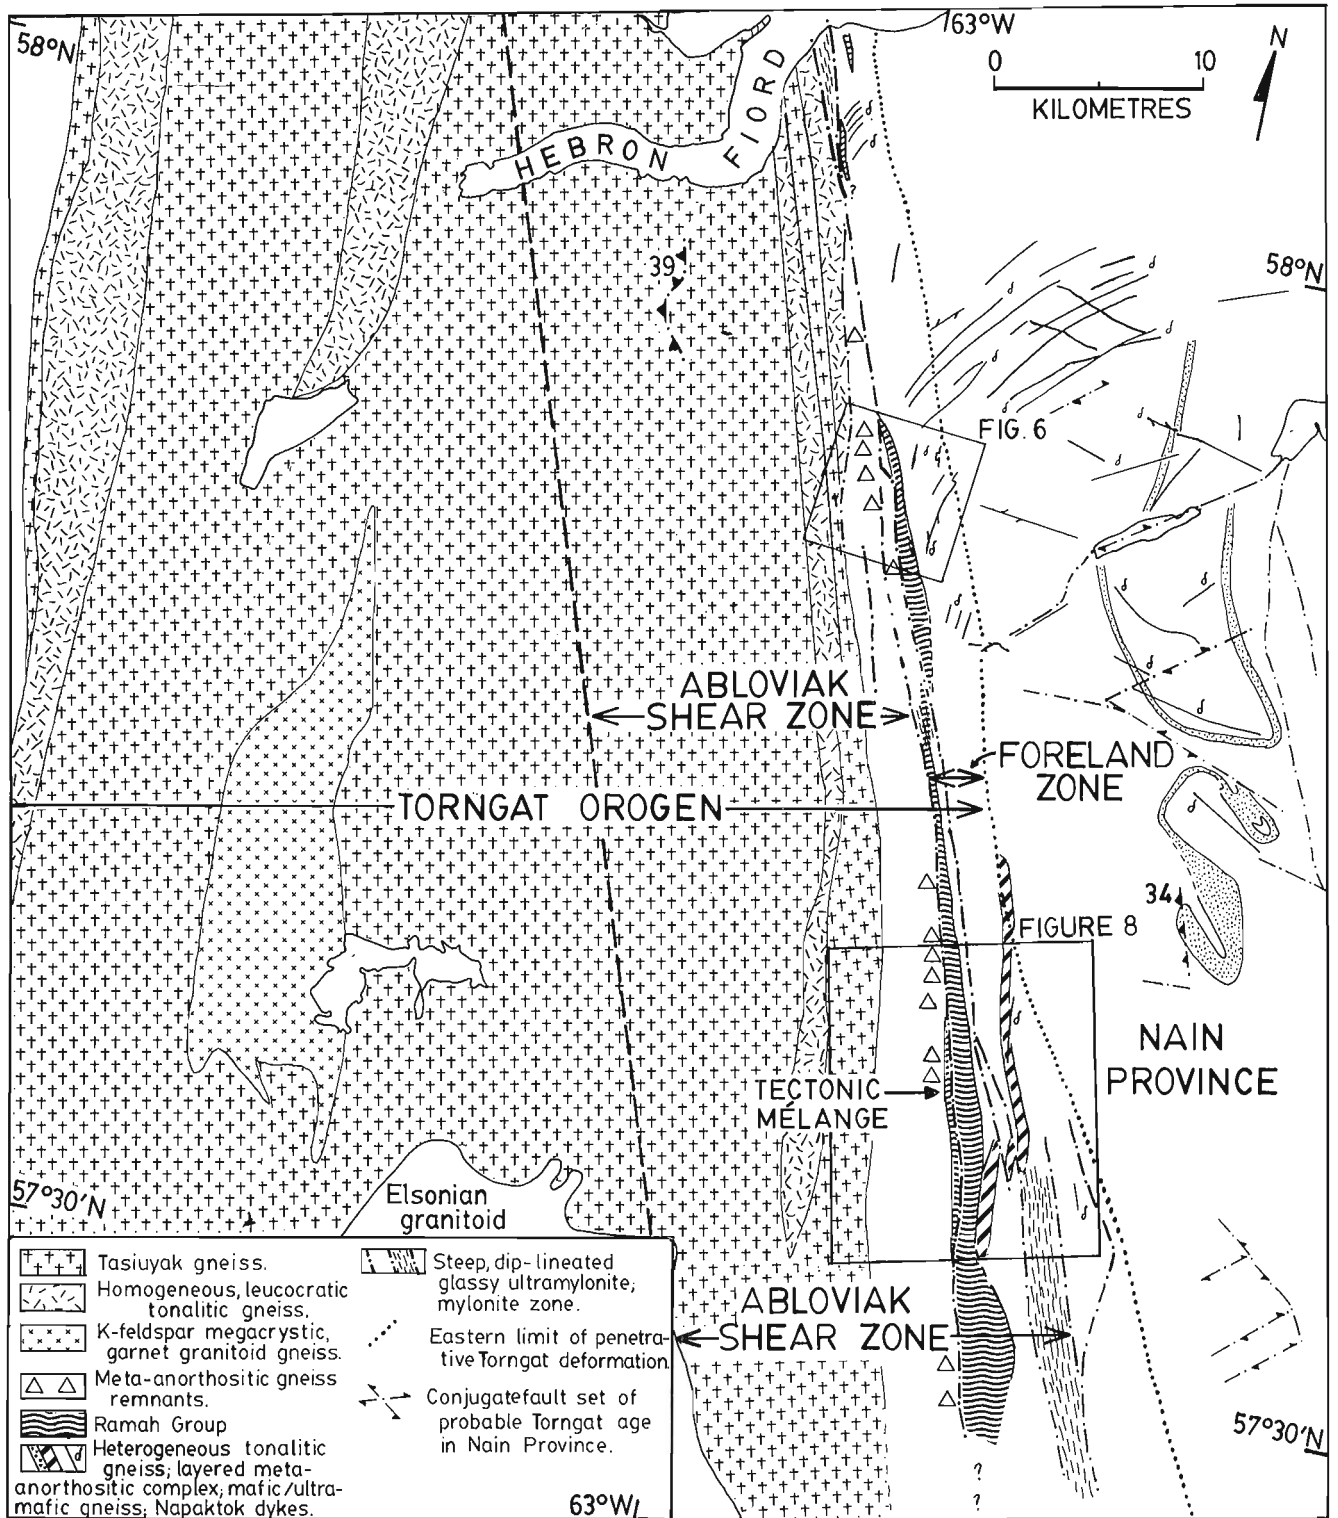 58°N
63°W
N
0 10
KILOMETRES
HEBRON
FIORD
39
58°N
FIG. 6
ABLOVIAK
SHEAR ZONE
FORELAND
ZONE
TORNGAT OROGEN
34
FIGURE 8
NAIN
PROVINCE
TECTONIC
MÉLANGE
57°30'N
Elsonian
granitoid
ABLOVIAK
SHEAR ZONE
57°30'N
?
?
?
Tasiuyak gneiss.
Homogeneous, leucocratic
tonalitic gneiss.
K-feldspar megacrystic,
garnet granitoid gneiss.
Meta-anorthositic gneiss
remnants.
Ramah Group
Heterogeneous tonalitic
gneiss; layered meta-
anorthositic complex; mafic/ultra-
mafic gneiss; Napaktok dykes.
Steep, dip-lineated
glassy ultramylonite;
mylonite zone.
Eastern limit of penetra-
tive Torngat deformation.
Conjugate fault set of
probable Torngat age
in Nain Province.
63°W